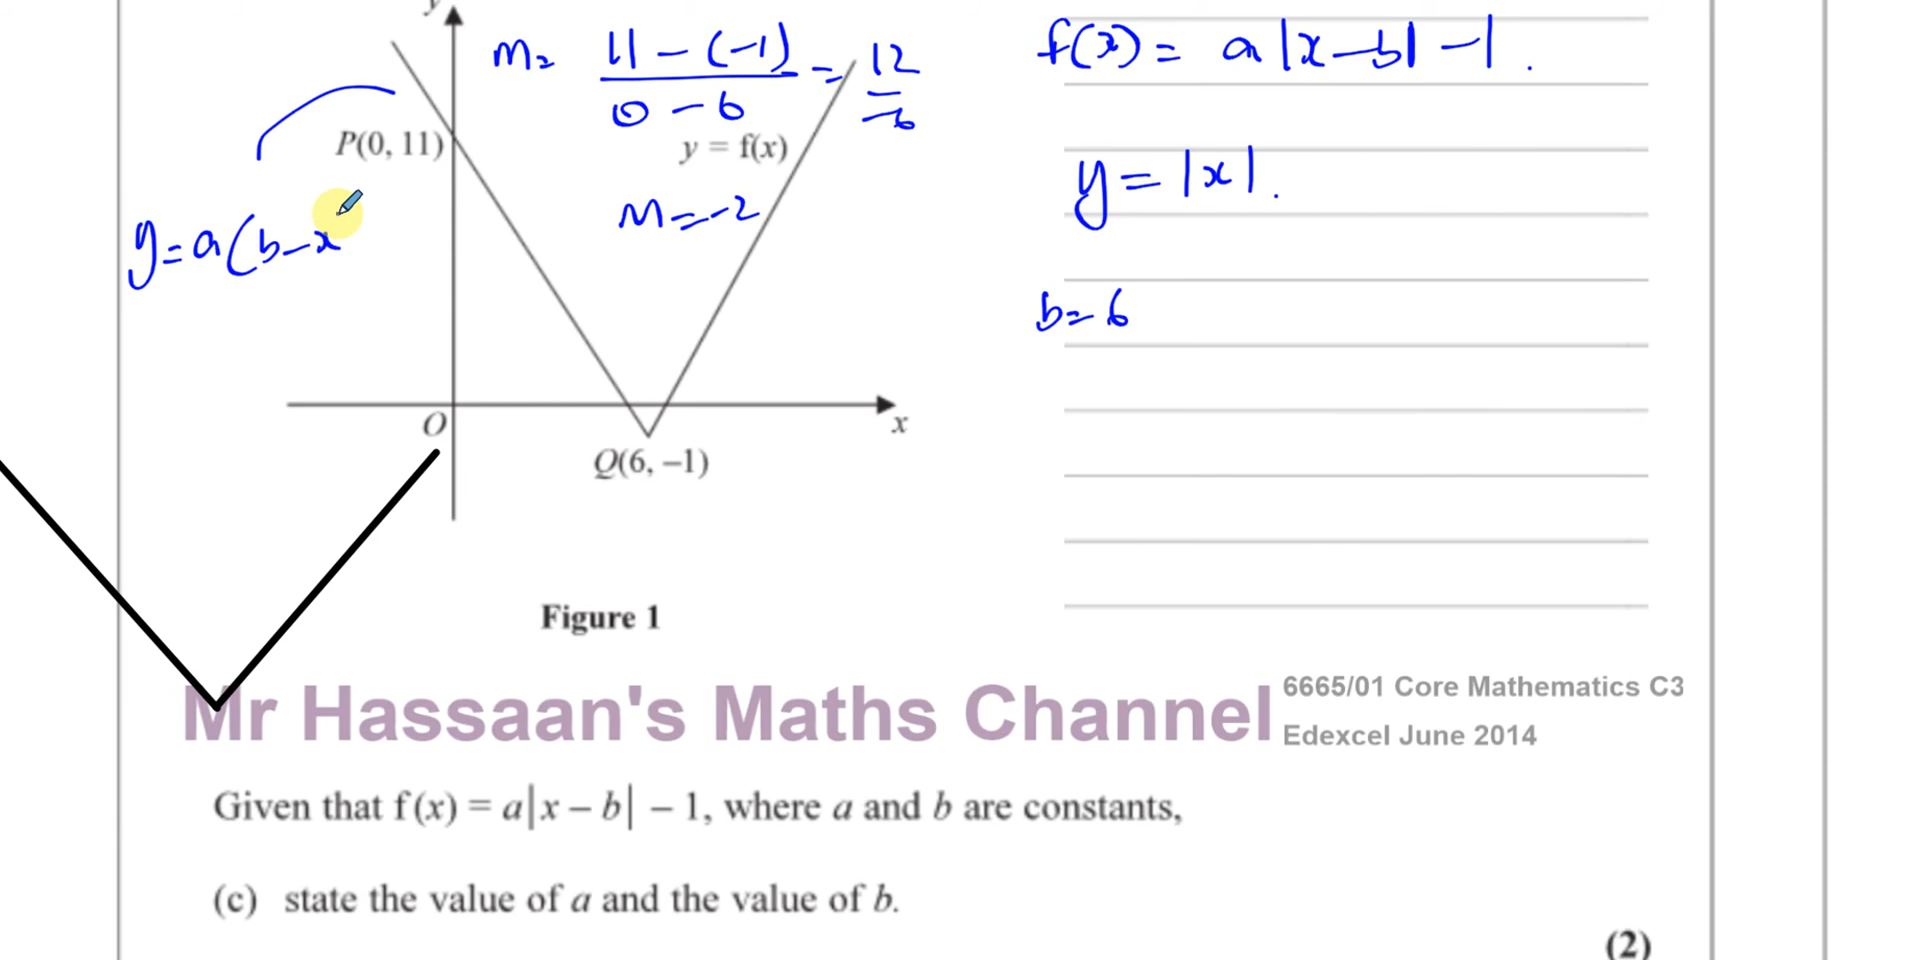 y
m = 11 - (-1) / 0 - 6 = 12 / -6
f(x) = a|x-b| -1.
P(0, 11)
y = f(x)
y = |x|.
m = -2
y = a(b-x
b = 6
O
x
Q(6, −1)
Figure 1
Mr Hassaan's Maths Channel
6665/01 Core Mathematics C3
Edexcel June 2014
Given that f(x) = a|x − b| − 1, where a and b are constants,
(c) state the value of a and the value of b.
(2)